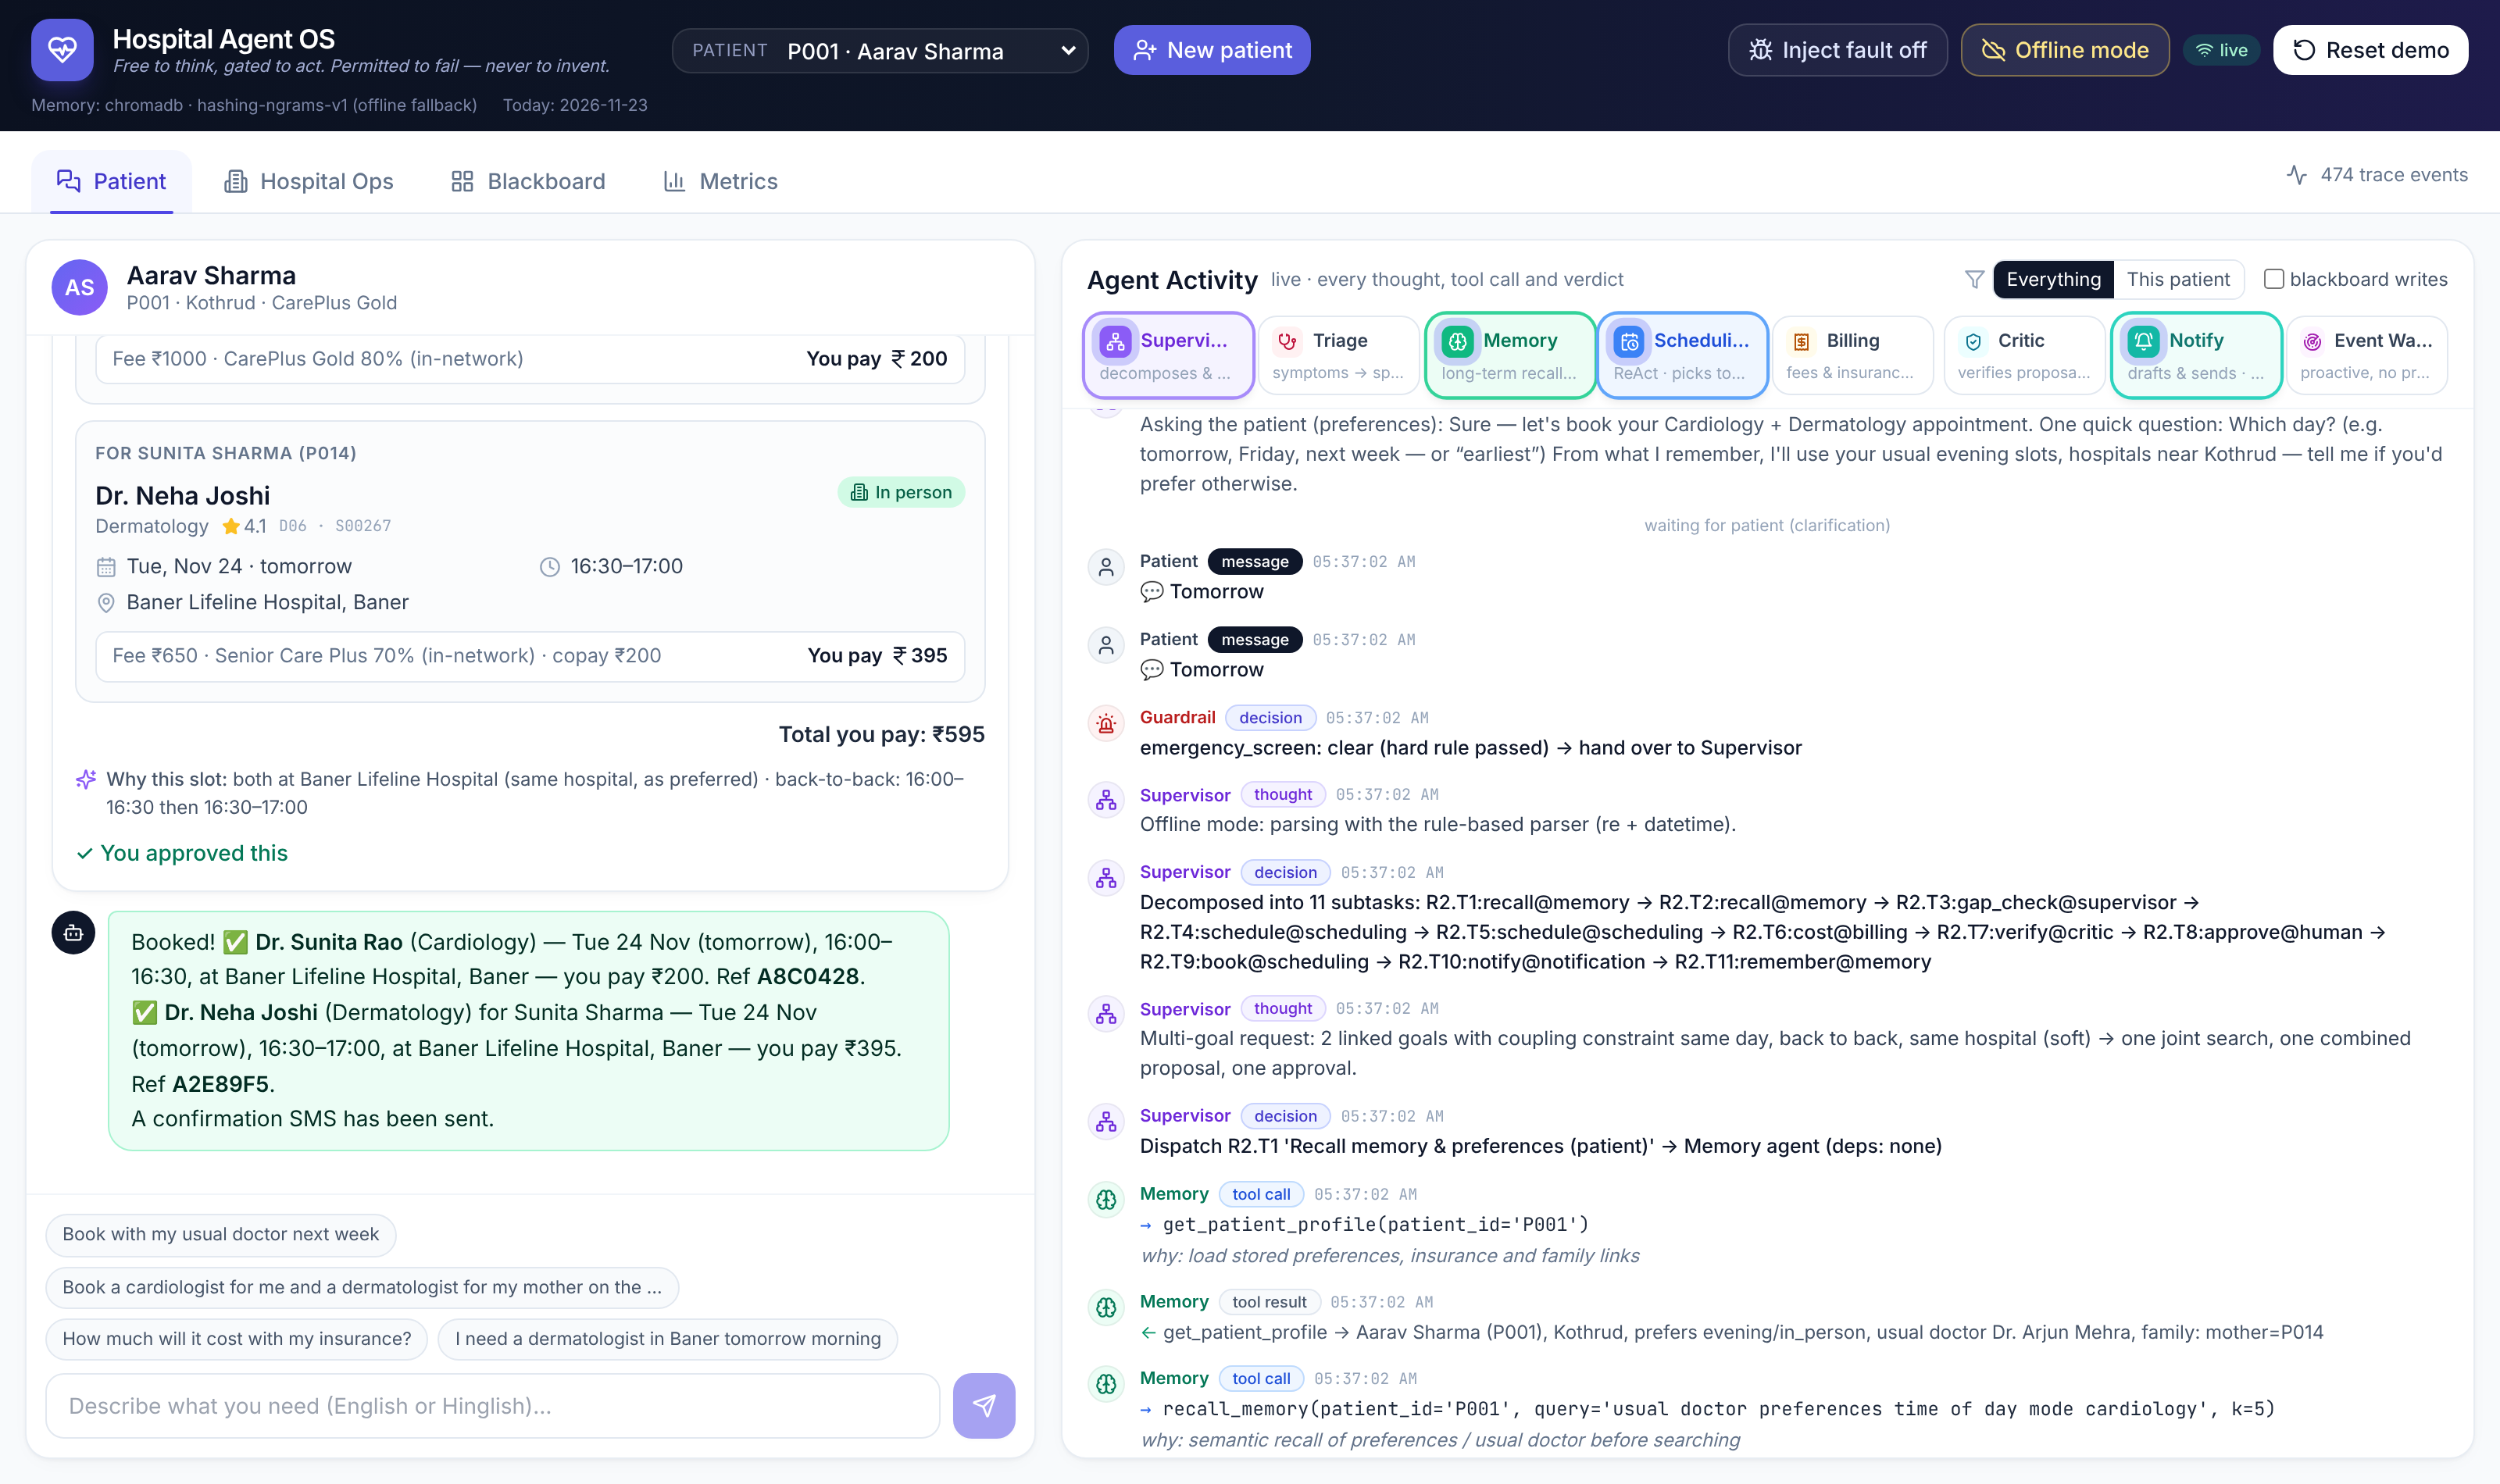 Hospital Agent OS
Free to think, gated to act. Permitted to fail — never to invent.
PATIENT P001 · Aarav Sharma
New patient
Inject fault off
Offline mode
live
Reset demo
Memory: chromadb · hashing-ngrams-v1 (offline fallback) Today: 2026-11-23
Patient
Hospital Ops
Blackboard
Metrics
474 trace events
AS
Aarav Sharma
P001 · Kothrud · CarePlus Gold
Fee ₹1000 · CarePlus Gold 80% (in-network) You pay ₹ 200
FOR SUNITA SHARMA (P014)
Dr. Neha Joshi
In person
Dermatology ⭐ 4.1 D06 · S00267
Tue, Nov 24 · tomorrow 16:30–17:00
Baner Lifeline Hospital, Baner
Fee ₹650 · Senior Care Plus 70% (in-network) · copay ₹200 You pay ₹ 395
Total you pay: ₹595
Why this slot: both at Baner Lifeline Hospital (same hospital, as preferred) · back-to-back: 16:00–
16:30 then 16:30–17:00
✓ You approved this
Booked! ✅ Dr. Sunita Rao (Cardiology) — Tue 24 Nov (tomorrow), 16:00–
16:30, at Baner Lifeline Hospital, Baner — you pay ₹200. Ref A8C0428.
✅ Dr. Neha Joshi (Dermatology) for Sunita Sharma — Tue 24 Nov
(tomorrow), 16:30–17:00, at Baner Lifeline Hospital, Baner — you pay ₹395.
Ref A2E89F5.
A confirmation SMS has been sent.
Book with my usual doctor next week
Book a cardiologist for me and a dermatologist for my mother on the ...
How much will it cost with my insurance?
I need a dermatologist in Baner tomorrow morning
Describe what you need (English or Hinglish)...
Agent Activity live · every thought, tool call and verdict
Everything
This patient
blackboard writes
Supervi...
decomposes & ...
Triage
symptoms → sp...
Memory
long-term recall...
Scheduli...
ReAct · picks to...
Billing
fees & insuranc...
Critic
verifies proposa...
Notify
drafts & sends · ...
Event Wa...
proactive, no pr...
Asking the patient (preferences): Sure — let's book your Cardiology + Dermatology appointment. One quick question: Which day? (e.g.
tomorrow, Friday, next week — or “earliest”) From what I remember, I'll use your usual evening slots, hospitals near Kothrud — tell me if you'd
prefer otherwise.
waiting for patient (clarification)
Patient message 05:37:02 AM
💬 Tomorrow
Patient message 05:37:02 AM
💬 Tomorrow
Guardrail decision 05:37:02 AM
emergency_screen: clear (hard rule passed) → hand over to Supervisor
Supervisor thought 05:37:02 AM
Offline mode: parsing with the rule-based parser (re + datetime).
Supervisor decision 05:37:02 AM
Decomposed into 11 subtasks: R2.T1:recall@memory → R2.T2:recall@memory → R2.T3:gap_check@supervisor →
R2.T4:schedule@scheduling → R2.T5:schedule@scheduling → R2.T6:cost@billing → R2.T7:verify@critic → R2.T8:approve@human →
R2.T9:book@scheduling → R2.T10:notify@notification → R2.T11:remember@memory
Supervisor thought 05:37:02 AM
Multi-goal request: 2 linked goals with coupling constraint same day, back to back, same hospital (soft) → one joint search, one combined
proposal, one approval.
Supervisor decision 05:37:02 AM
Dispatch R2.T1 'Recall memory & preferences (patient)' → Memory agent (deps: none)
Memory tool call 05:37:02 AM
→ get_patient_profile(patient_id='P001')
why: load stored preferences, insurance and family links
Memory tool result 05:37:02 AM
← get_patient_profile → Aarav Sharma (P001), Kothrud, prefers evening/in_person, usual doctor Dr. Arjun Mehra, family: mother=P014
Memory tool call 05:37:02 AM
→ recall_memory(patient_id='P001', query='usual doctor preferences time of day mode cardiology', k=5)
why: semantic recall of preferences / usual doctor before searching